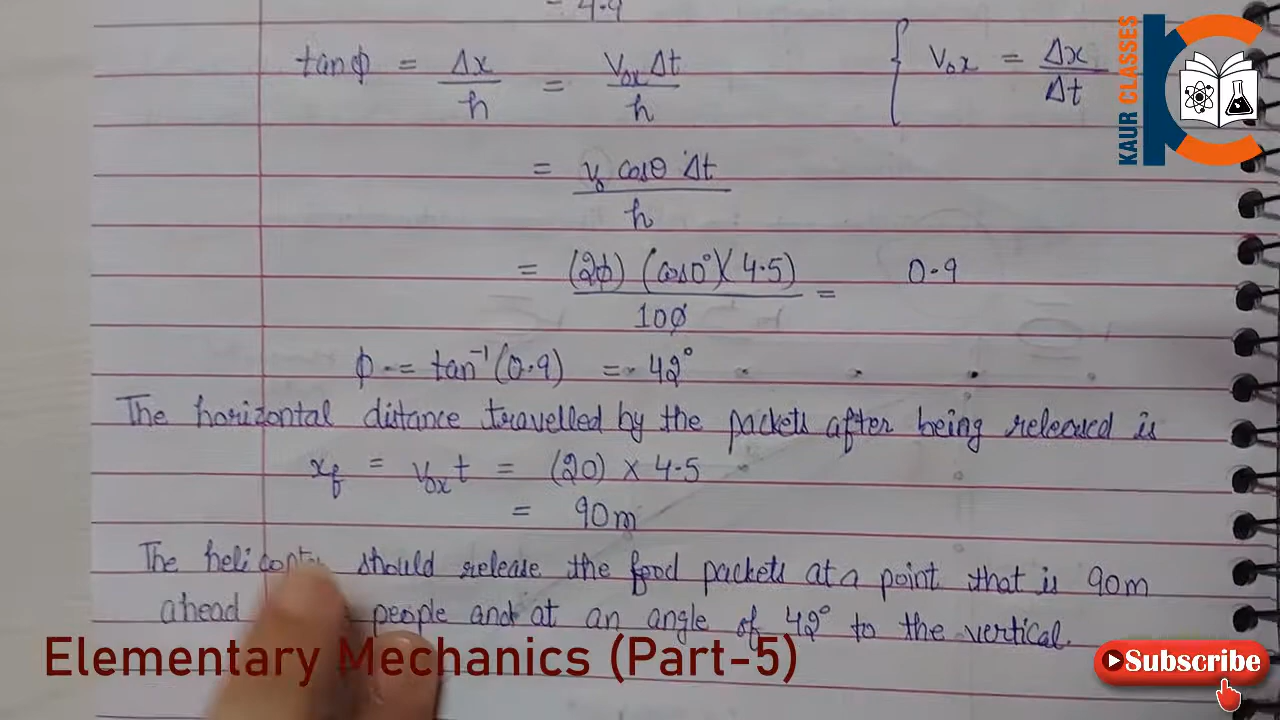 = 4.9
tanϕ = Δx/h = V₀ₓ Δt/h { V₀ₓ = Δx/Δt
= v₀ cosθ Δt/h
= (20) (cos0°)(4.5)/100 = 0.9
ϕ = tan⁻¹(0.9) = 42°
The horizontal distance travelled by the packets after being released is
x_f = v₀ₓ t = (20) × 4.5
= 90m
The should release the food packets at a point that is 90m
ahead people and at an angle of 42° to the vertical.
KAUR CLASSES
Elementary Mechanics (Part-5)
Subscribe